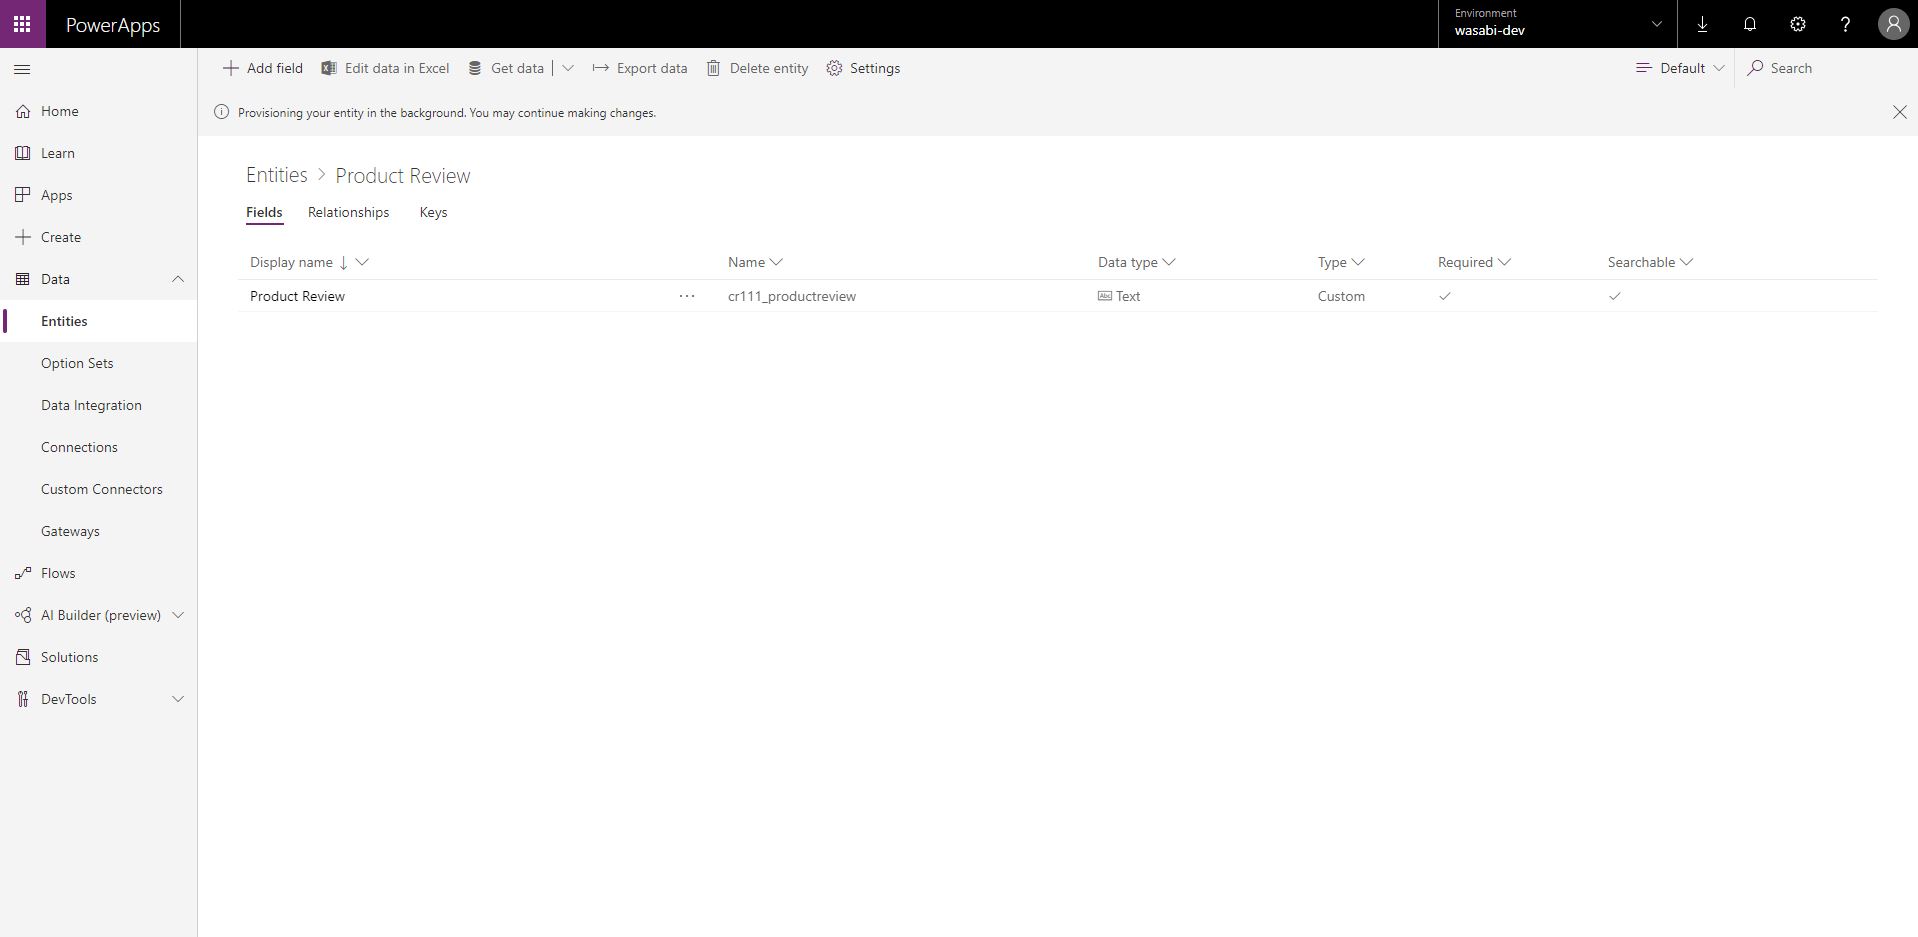 PowerApps
Environment
wasabi-dev
Add field
Edit data in Excel
Get data
Export data
Delete entity
Settings
Default
Search
Provisioning your entity in the background. You may continue making changes.
Home
Learn
Apps
Create
Data
Entities
Option Sets
Data Integration
Connections
Custom Connectors
Gateways
Flows
AI Builder (preview)
Solutions
DevTools
Entities > Product Review
Fields Relationships Keys
Display name Name Data type Type Required Searchable
Product Review ... cr111_productreview Abc Text Custom